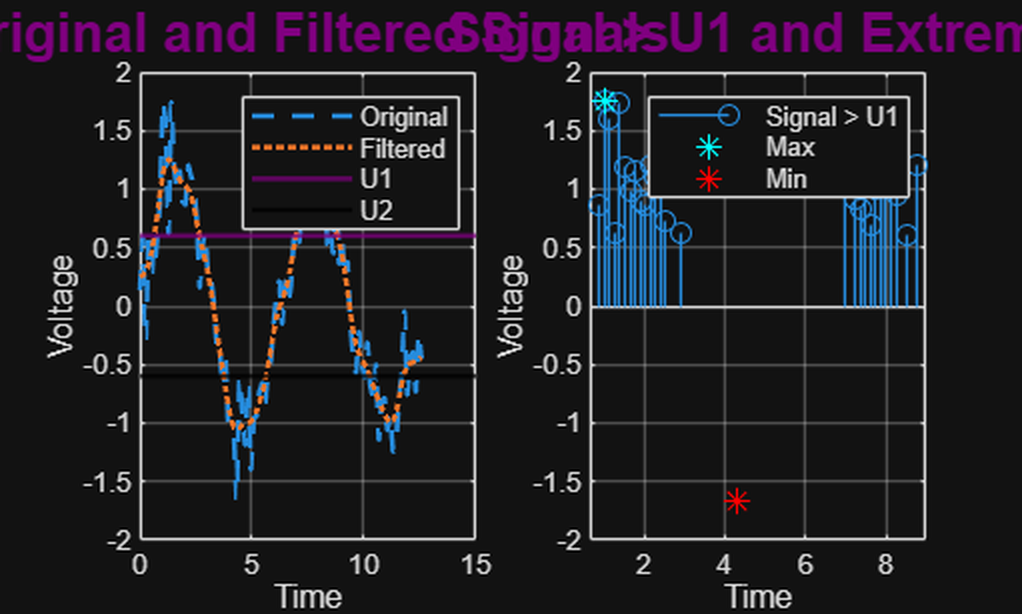 riginal and Filtered Signals
Signal > U1 and Extrem
2
1.5
1
0.5
0
-0.5
-1
-1.5
-2
0
5
10
15
Voltage
Time
Original
Filtered
U1
U2
2
1.5
1
0.5
0
-0.5
-1
-1.5
-2
2
4
6
8
Voltage
Time
Signal > U1
Max
Min